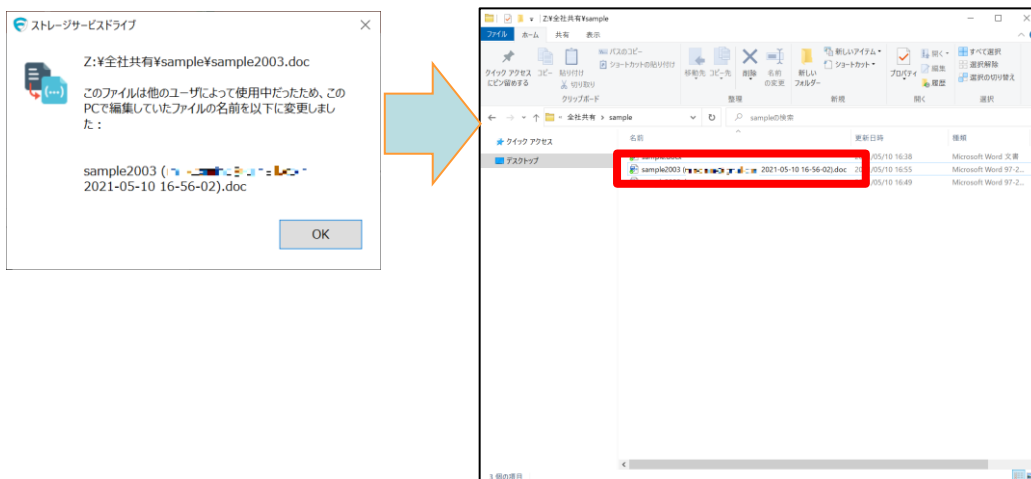 ストレージサービスドライブ
Z:¥全社共有¥sample¥sample2003.doc
このファイルは他のユーザによって使用中だったため、この
PCで編集していたファイルの名前を以下に変更しまし
た：
sample2003 (
2021-05-10 16-56-02).doc
OK
Z:¥全社共有¥sample
ファイル ホーム 共有 表示
クイック アクセス
にピン留めする
コピー
貼り付け
パスのコピー
ショートカットの貼り付け
切り取り
クリップボード
移動先 コピー先 削除 名前
の変更
整理
新しい
フォルダー
新しいアイテム
ショートカット
新規
プロパティ
開く
編集
履歴
開く
すべて選択
選択解除
選択の切り替え
選択
全社共有 › sample
sampleの検索
クイック アクセス
デスクトップ
名前 更新日時 種類
/05/10 16:38 Microsoft Word 文書
sample2003 ( 2021-05-10 16-56-02).doc /05/10 16:55 Microsoft Word 97-2...
/05/10 16:49 Microsoft Word 97-2...
3 個の項目